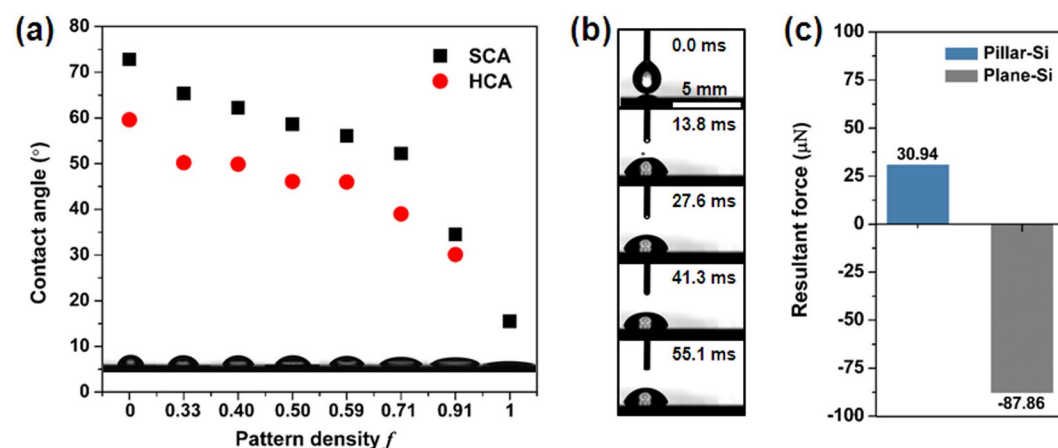 (a)
80
70
60
50
40
30
20
10
0
Contact angle (°)
SCA
HCA
0 0.33 0.40 0.50 0.59 0.71 0.91 1
Pattern density f
(b)
0.0 ms
5 mm
13.8 ms
27.6 ms
41.3 ms
55.1 ms
(c)
100
75
50
25
0
-25
-50
-75
-100
Resultant force (μN)
Pillar-Si
Plane-Si
30.94
-87.86